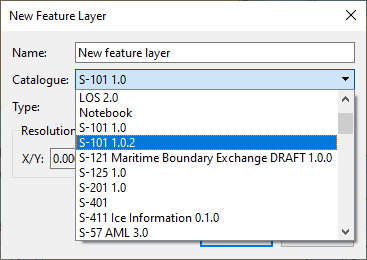 New Feature Layer
Name: New feature layer
Catalogue: S-101 1.0
Type:
LOS 2.0
Notebook
S-101 1.0
S-101 1.0.2
S-121 Maritime Boundary Exchange DRAFT 1.0.0
S-125 1.0
S-201 1.0
S-401
S-411 Ice Information 0.1.0
S-57 AML 3.0
Resolution
X/Y: 0.000